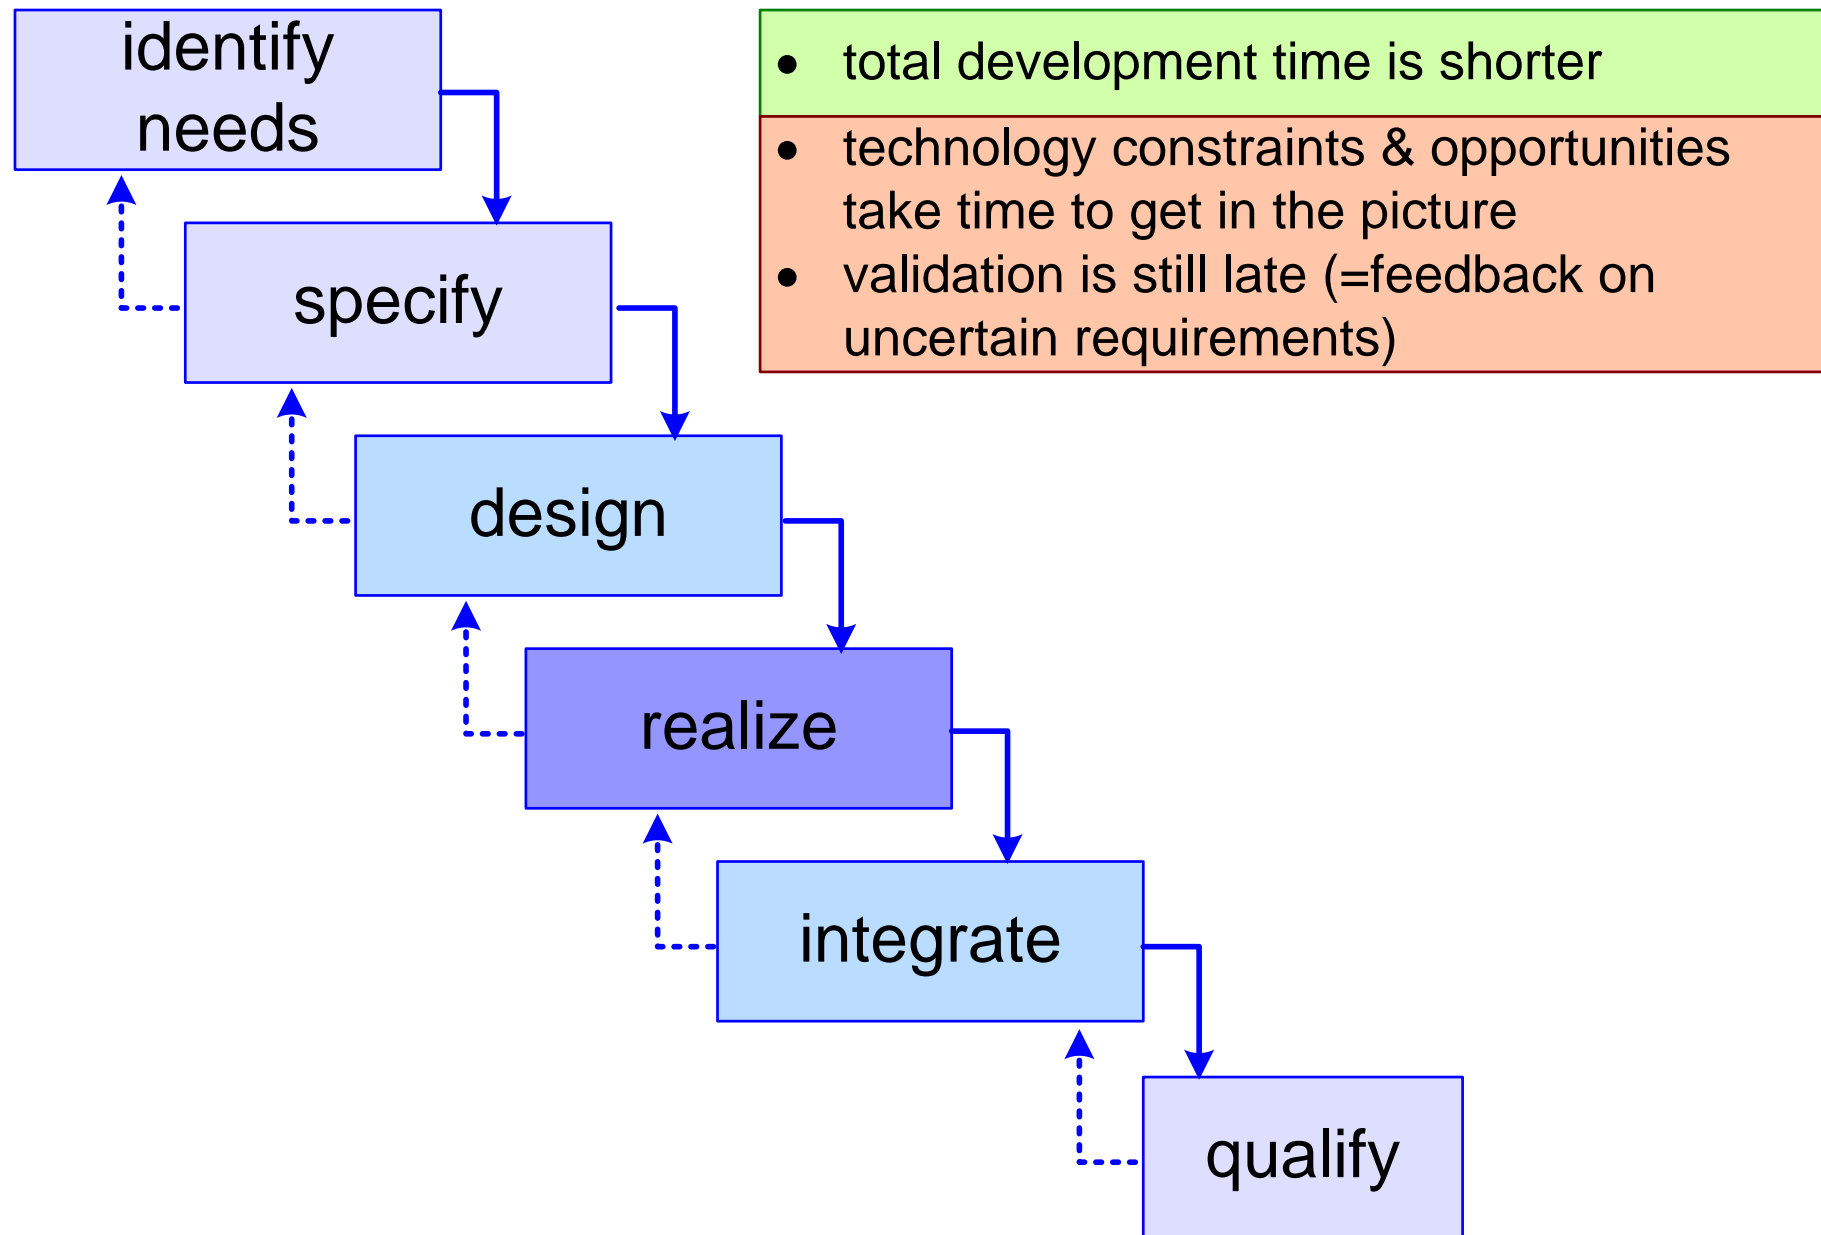 identify
needs
specify
design
realize
integrate
qualify
• total development time is shorter
• technology constraints & opportunities
take time to get in the picture
• validation is still late (=feedback on
uncertain requirements)